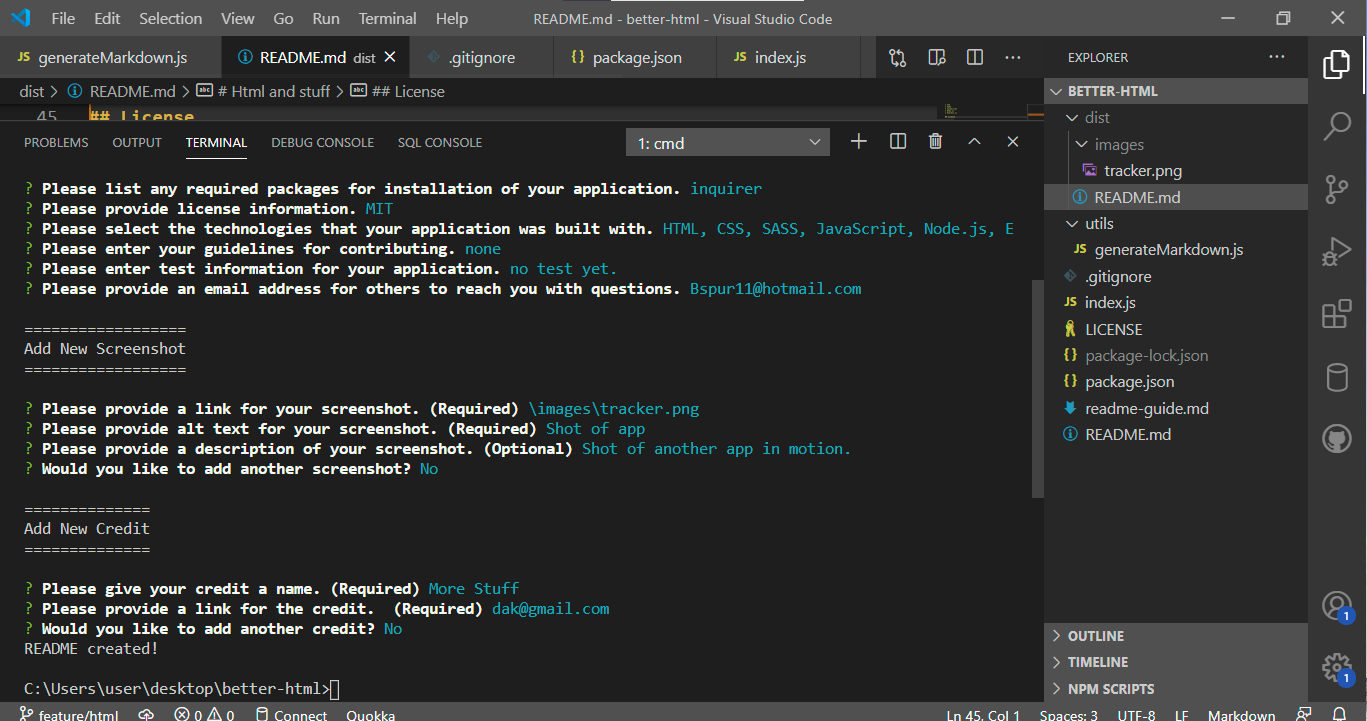 File Edit Selection View Go Run Terminal Help README.md - better-html - Visual Studio Code
JS generateMarkdown.js README.md dist .gitignore {} package.json JS index.js
dist > README.md > # Html and stuff > ## License
45 ## License
PROBLEMS OUTPUT TERMINAL DEBUG CONSOLE SQL CONSOLE 1: cmd
? Please list any required packages for installation of your application. inquirer
? Please provide license information. MIT
? Please select the technologies that your application was built with. HTML, CSS, SASS, JavaScript, Node.js, E
? Please enter your guidelines for contributing. none
? Please enter test information for your application. no test yet.
? Please provide an email address for others to reach you with questions. Bspur11@hotmail.com
==================
Add New Screenshot
==================
? Please provide a link for your screenshot. (Required) \images\tracker.png
? Please provide alt text for your screenshot. (Required) Shot of app
? Please provide a description of your screenshot. (Optional) Shot of another app in motion.
? Would you like to add another screenshot? No
==============
Add New Credit
==============
? Please give your credit a name. (Required) More Stuff
? Please provide a link for the credit.  (Required) dak@gmail.com
? Would you like to add another credit? No
README created!
C:\Users\user\desktop\better-html>
EXPLORER
BETTER-HTML
dist
images
tracker.png
README.md
utils
JS generateMarkdown.js
.gitignore
JS index.js
LICENSE
{} package-lock.json
{} package.json
readme-guide.md
README.md
OUTLINE
TIMELINE
NPM SCRIPTS
1
1
feature/html 0 0 Connect Quokka Ln 45, Col 1 Spaces: 3 UTF-8 LF Markdown